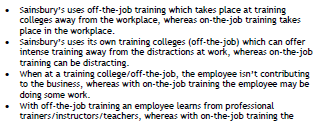 • Sainsbury's uses off-the-job training which take place at training
colleges away from the workplace, whereas on-the-job training takes
place in the workplace.
• Sainsbury's uses its own training colleges (off-the-job) which can offer
intense training away from the distractions at work, whereas on-the-job
training can be distracting.
• When at a training college/off-the-job, the employee isn't contributing
to the business, whereas with on-the-job training the employee may be
doing some work.
• With off-the-job training an employee learns from professional
trainers/instructors/teachers, whereas with on-the-job training the